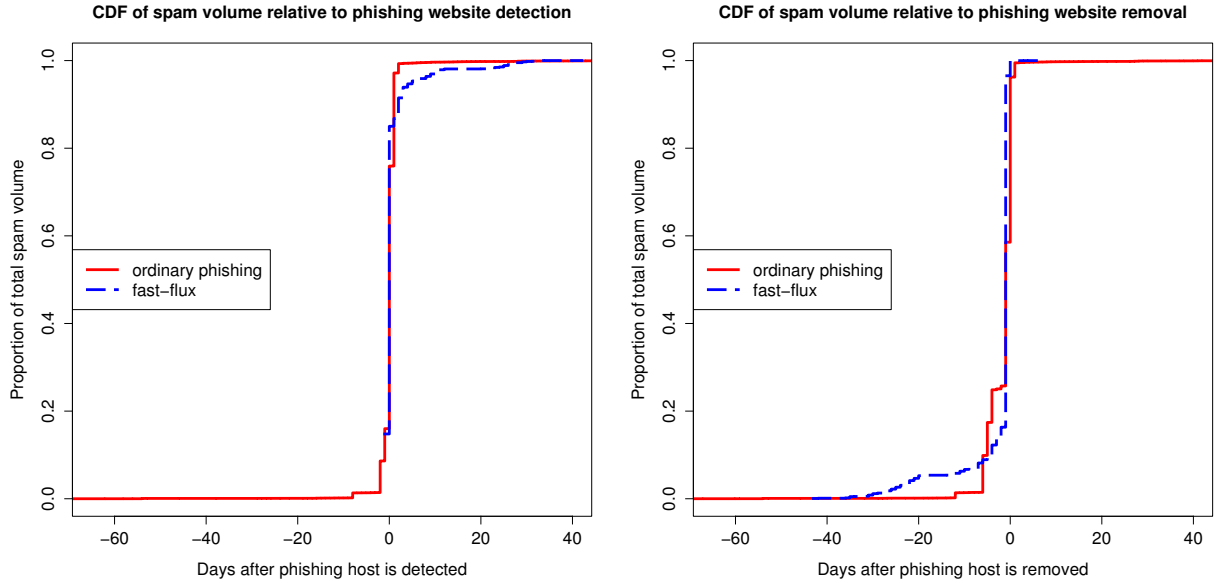 CDF of spam volume relative to phishing website detection
Proportion of total spam volume
0.0 0.2 0.4 0.6 0.8 1.0
ordinary phishing
fast−flux
−60 −40 −20 0 20 40
Days after phishing host is detected
CDF of spam volume relative to phishing website removal
Proportion of total spam volume
0.0 0.2 0.4 0.6 0.8 1.0
ordinary phishing
fast−flux
−60 −40 −20 0 20 40
Days after phishing host is removed